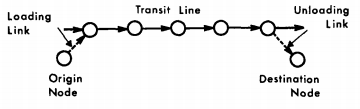 Loading
Link
Transit Line
Unloading
Link
Origin
Node
Destination
Node